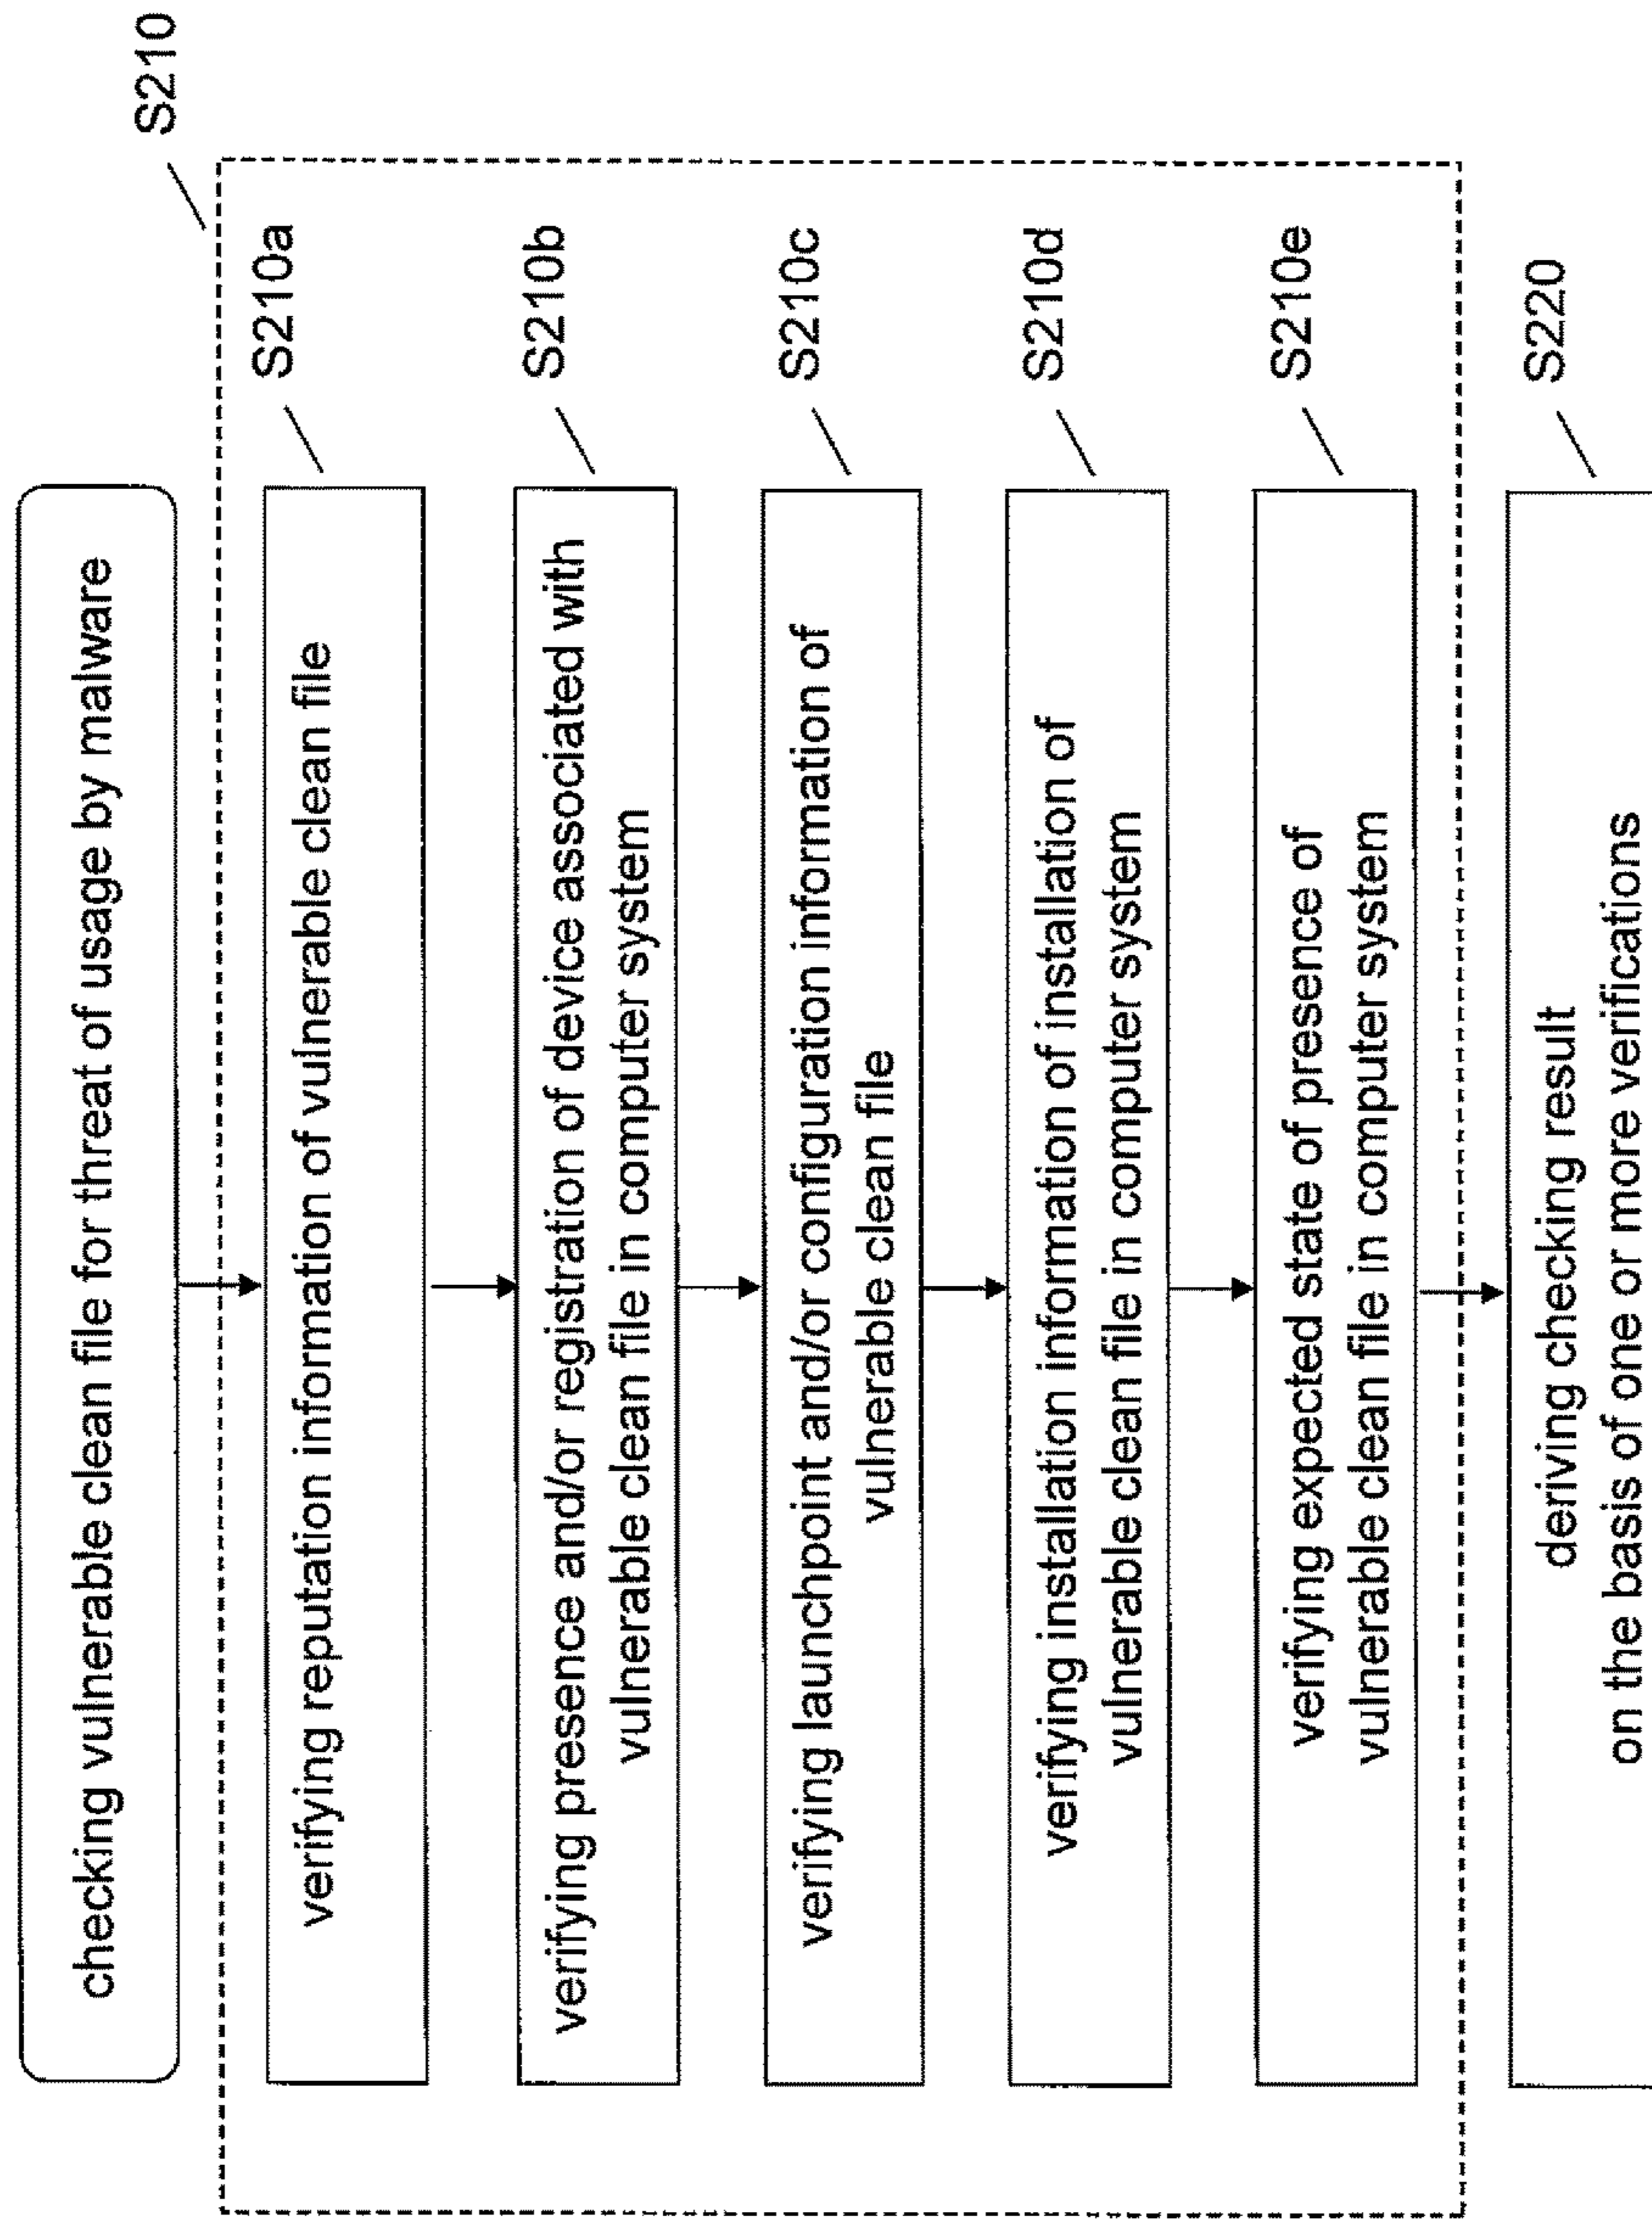 checking vulnerable clean file for threat of usage by malware
S210
verifying reputation information of vulnerable clean file
S210a
verifying presence and/or registration of device associated with
vulnerable clean file in computer system
S210b
verifying launchpoint and/or configuration information of
vulnerable clean file
S210c
verifying installation information of installation of
vulnerable clean file in computer system
S210d
verifying expected state of presence of
vulnerable clean file in computer system
S210e
deriving checking result
on the basis of one or more verifications
S220